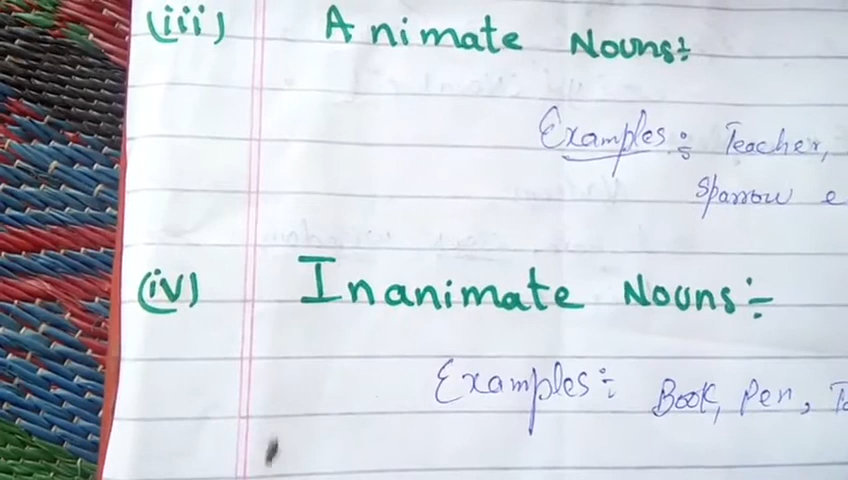 (iii) Animate Nouns:-
Examples:- Teacher,
Sparrow e
(iv) Inanimate Nouns:-
Examples:- Book, Pen,